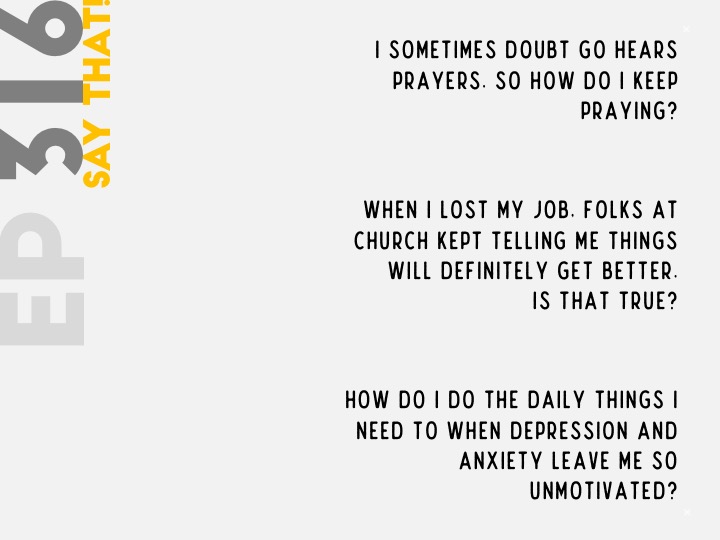 EP 316
SAY THAT!
I SOMETIMES DOUBT GO HEARS
PRAYERS. SO HOW DO I KEEP
PRAYING?
WHEN I LOST MY JOB, FOLKS AT
CHURCH KEPT TELLING ME THINGS
WILL DEFINITELY GET BETTER.
IS THAT TRUE?
HOW DO I DO THE DAILY THINGS I
NEED TO WHEN DEPRESSION AND
ANXIETY LEAVE ME SO
UNMOTIVATED?